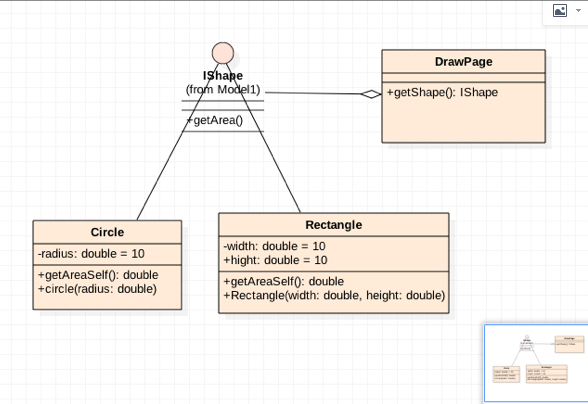 IShape
(from Model1)
+getArea()
DrawPage
+getShape(): IShape
Circle
-radius: double = 10
+getAreaSelf(): double
+circle(radius: double)
Rectangle
-width: double = 10
+hight: double = 10
+getAreaSelf(): double
+Rectangle(width: double, height: double)